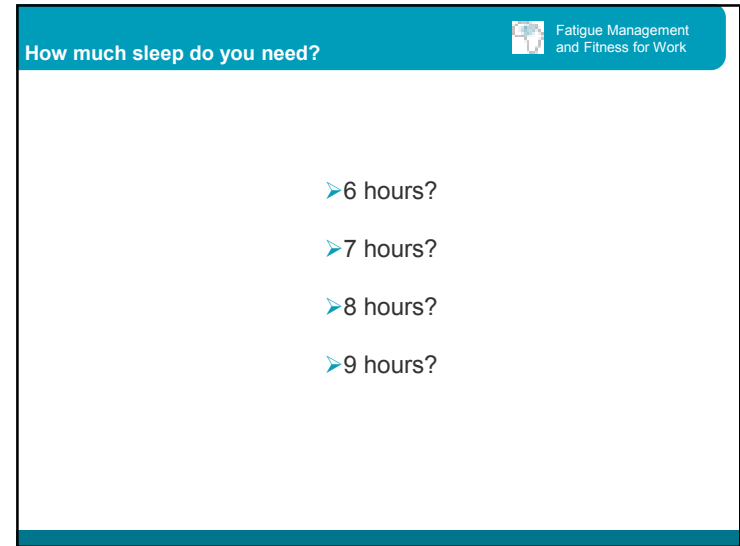 How much sleep do you need?
Fatigue Management
and Fitness for Work
➢6 hours?
➢7 hours?
➢8 hours?
➢9 hours?